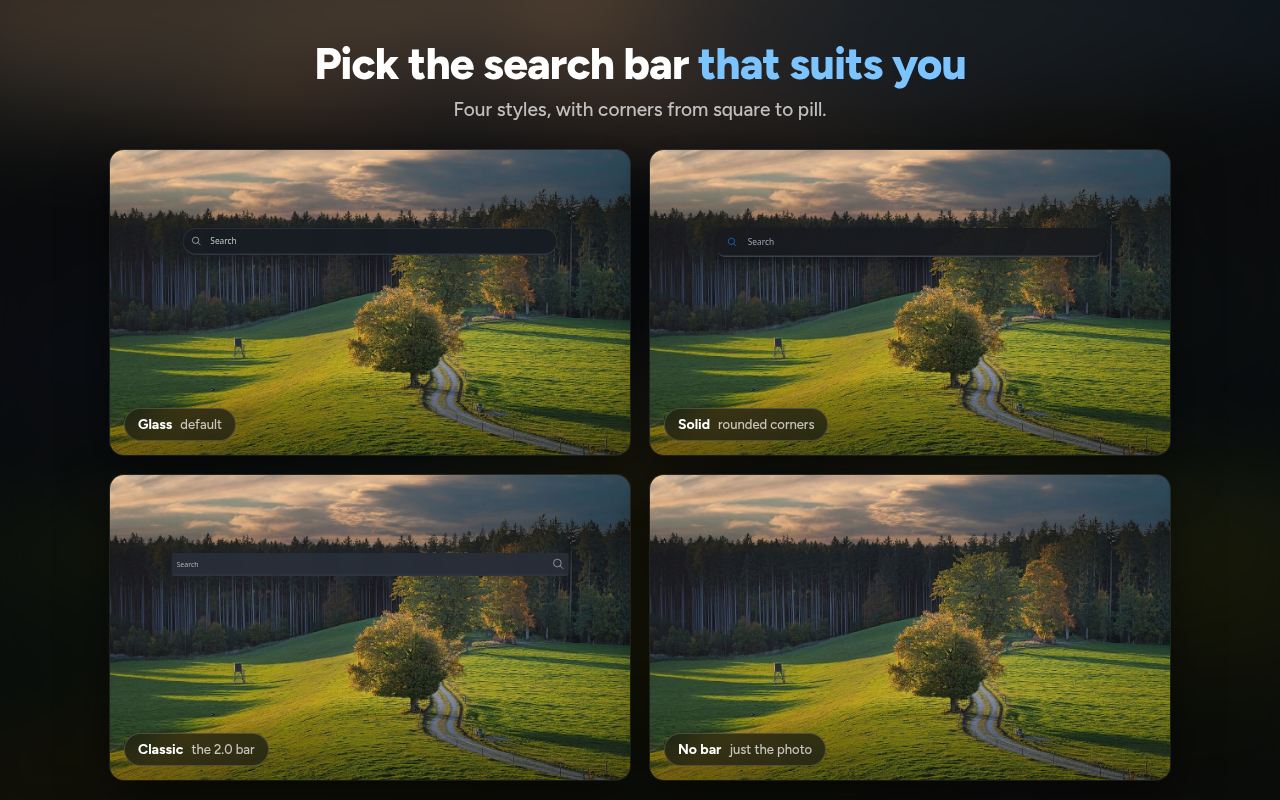 Pick the search bar that suits you
Four styles, with corners from square to pill.
Search
Search
Glass default
Solid rounded corners
Search
Classic the 2.0 bar
No bar just the photo